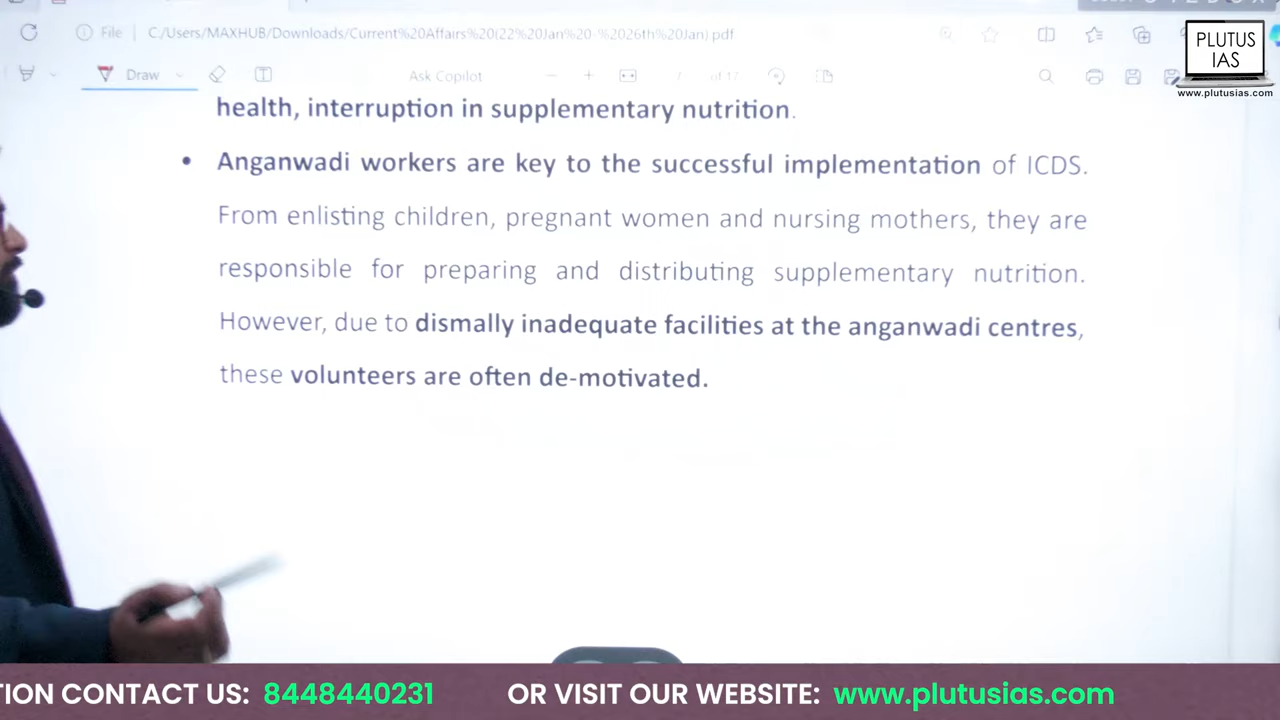 File
C:/Users/MAXHUB/Downloads/Current%20Affairs%20(22%20Jan%20-%2026th%20Jan).pdf
PLUTUS
IAS
www.plutusias.com
Draw
Ask Copilot
7 of 17
health, interruption in supplementary nutrition.
• Anganwadi workers are key to the successful implementation of ICDS.
From enlisting children, pregnant women and nursing mothers, they are
responsible for preparing and distributing supplementary nutrition.
However, due to dismally inadequate facilities at the anganwadi centres,
these volunteers are often de-motivated.
TION CONTACT US: 8448440231 OR VISIT OUR WEBSITE: www.plutusias.com